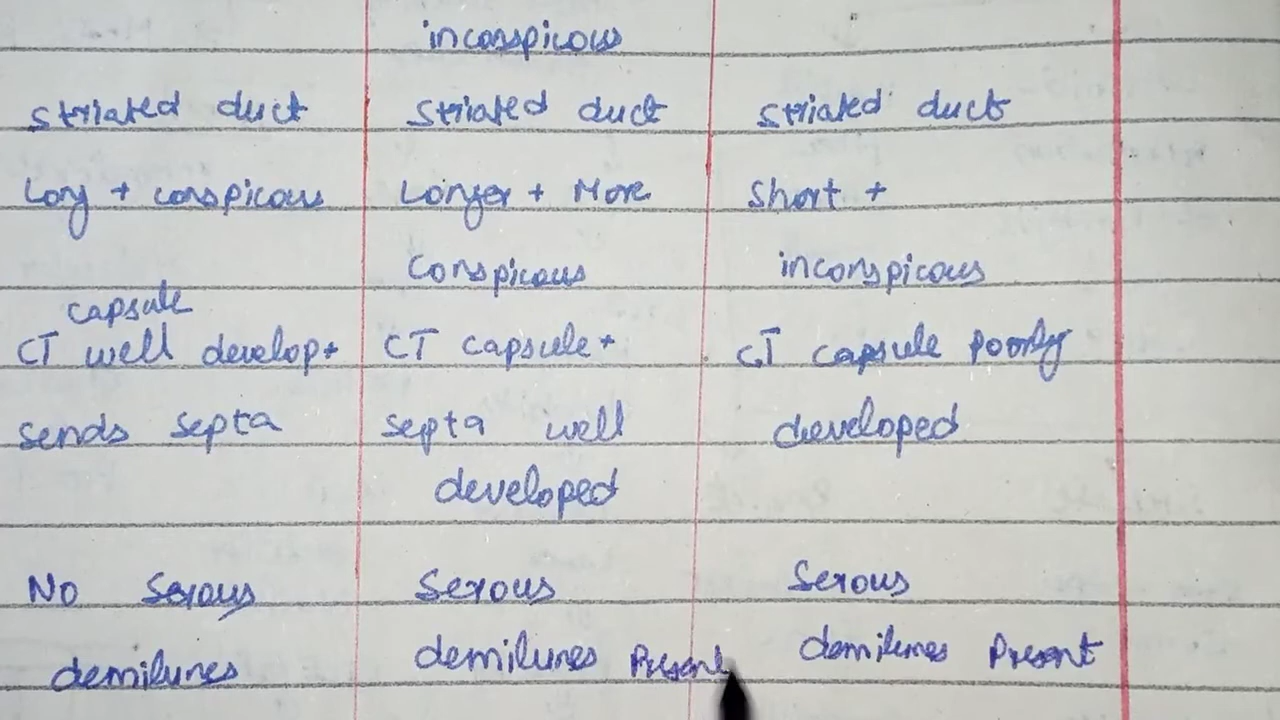 inconspicous
striated duct striated duct striated duct
Long + conspicous Longer + More short +
conspicous inconspicous
capsule
CT well develop+ CT capsule+ CT capsule poorly
sends septa septa well developed
developed
No serous serous serous
demilunes demilunes present demilunes present